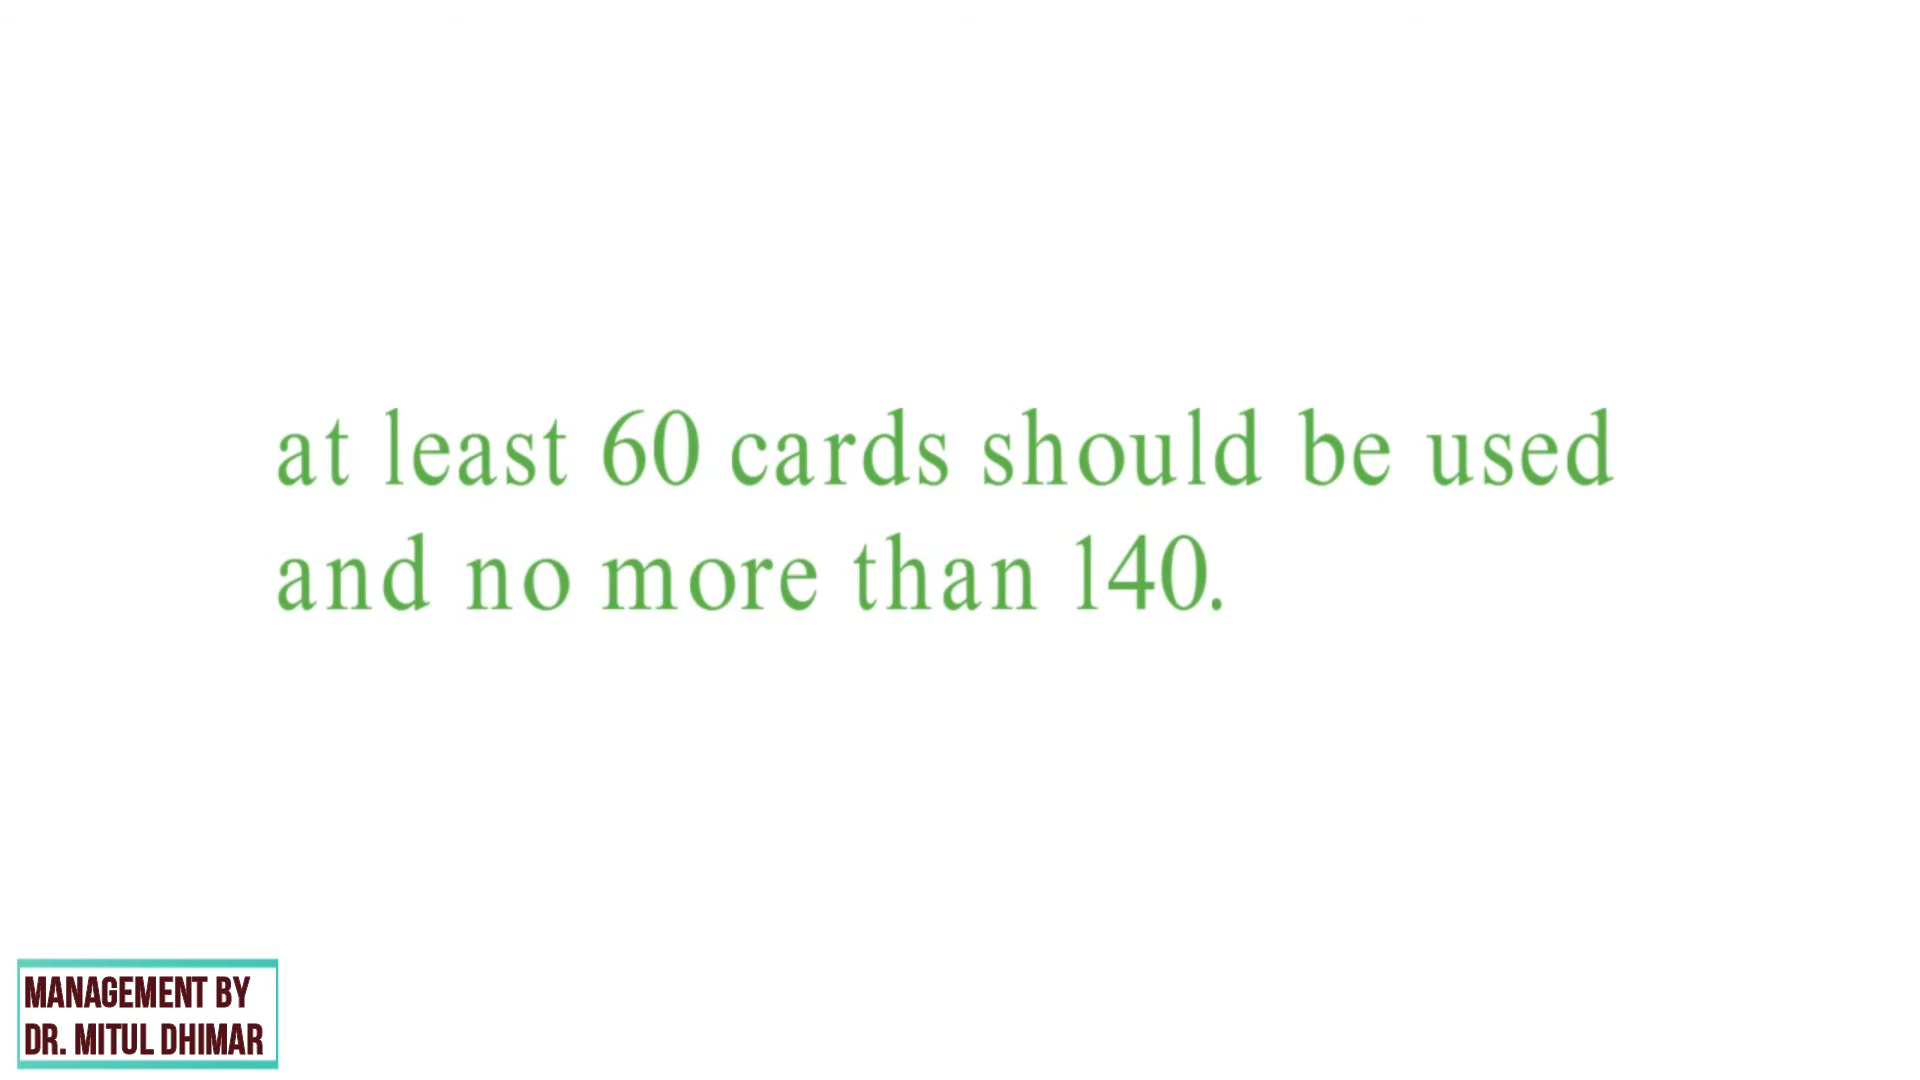 at least 60 cards should be used
and no more than 140.
MANAGEMENT BY
DR. MITUL DHIMAR